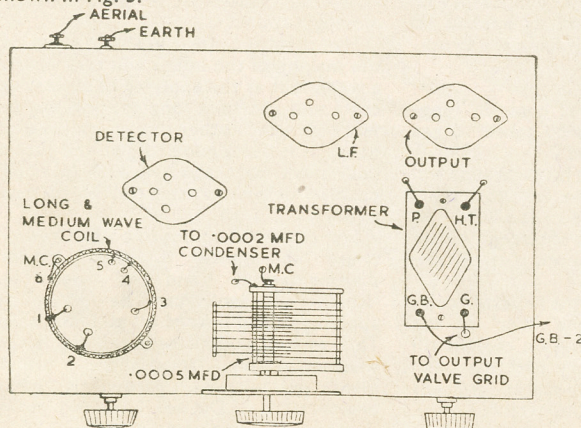 AERIAL
EARTH
DETECTOR
L.F.
OUTPUT
LONG &
MEDIUM WAVE
COIL
TRANSFORMER
P.
H.T.
TO .0002 MFD
CONDENSER
M.C
M.C.
6
5
4
3
1
2
G.B.
G.
G.B - 2
TO OUTPUT
VALVE GRID
.0005 MFD